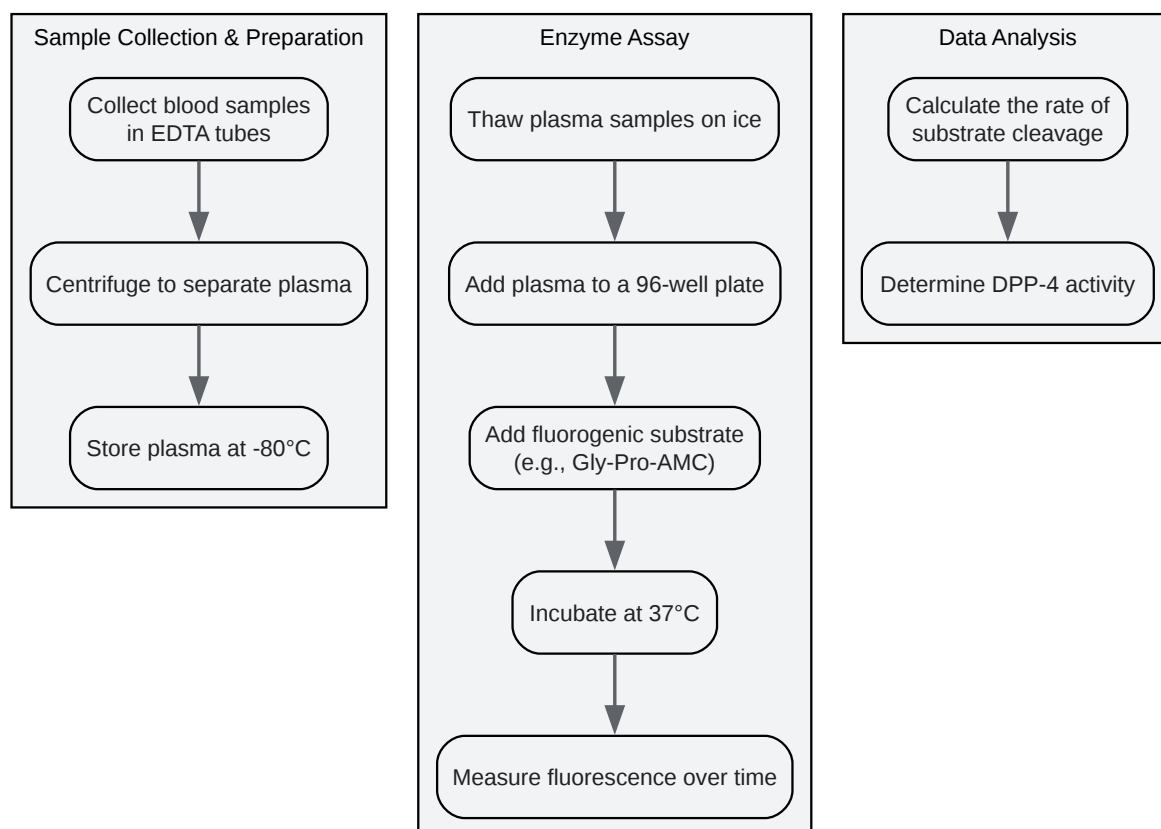 Sample Collection & Preparation
Collect blood samples
in EDTA tubes
Centrifuge to separate plasma
Store plasma at -80°C
Enzyme Assay
Thaw plasma samples on ice
Add plasma to a 96-well plate
Add fluorogenic substrate
(e.g., Gly-Pro-AMC)
Incubate at 37°C
Measure fluorescence over time
Data Analysis
Calculate the rate of
substrate cleavage
Determine DPP-4 activity